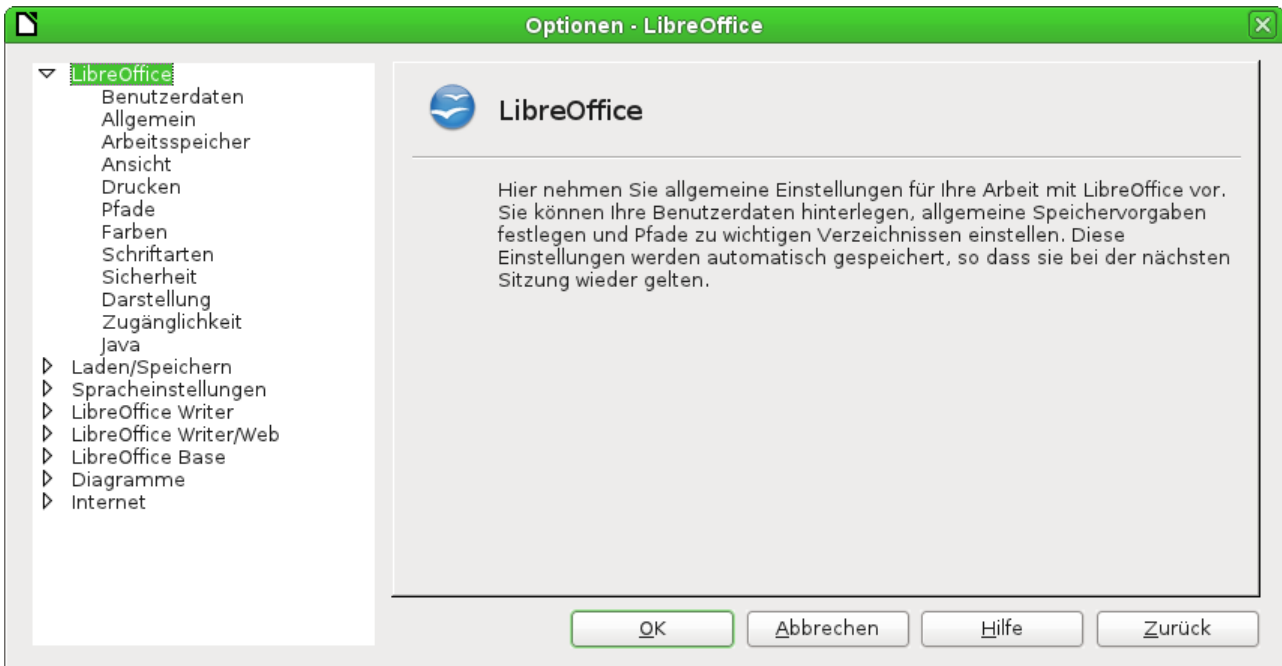 Optionen - LibreOffice
LibreOffice
Benutzerdaten
Allgemein
Arbeitsspeicher
Ansicht
Drucken
Pfade
Farben
Schriftarten
Sicherheit
Darstellung
Zugänglichkeit
Java
Laden/Speichern
Spracheinstellungen
LibreOffice Writer
LibreOffice Writer/Web
LibreOffice Base
Diagramme
Internet
LibreOffice
Hier nehmen Sie allgemeine Einstellungen für Ihre Arbeit mit LibreOffice vor.
Sie können Ihre Benutzerdaten hinterlegen, allgemeine Speichervorgaben
festlegen und Pfade zu wichtigen Verzeichnissen einstellen. Diese
Einstellungen werden automatisch gespeichert, so dass sie bei der nächsten
Sitzung wieder gelten.
OK
Abbrechen
Hilfe
Zurück